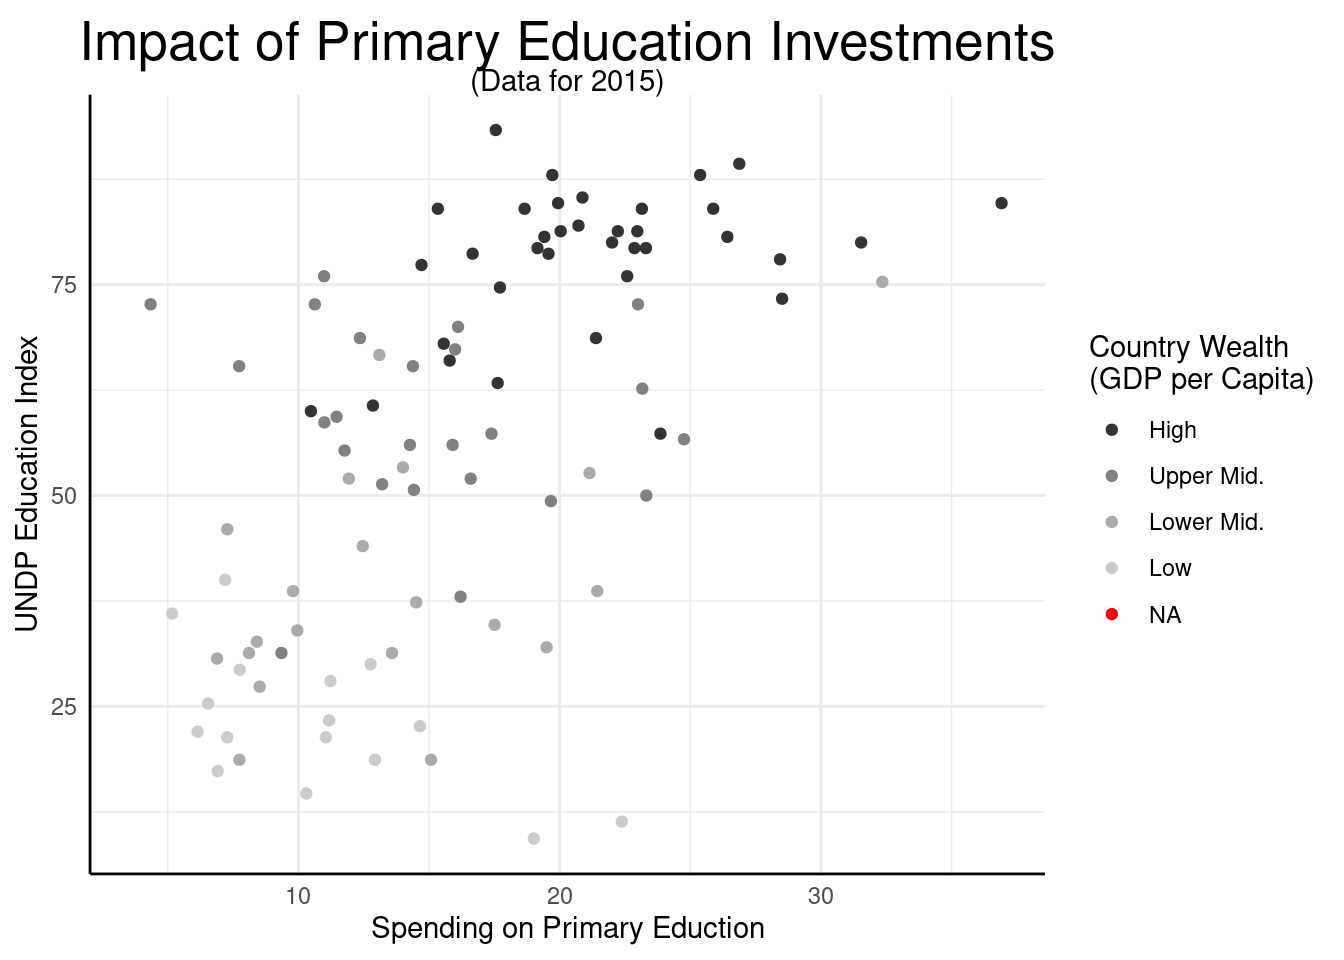 Impact of Primary Education Investments
(Data for 2015)
UNDP Education Index
75
50
25
10 20 30
Spending on Primary Eduction
Country Wealth
(GDP per Capita)
High
Upper Mid.
Lower Mid.
Low
NA